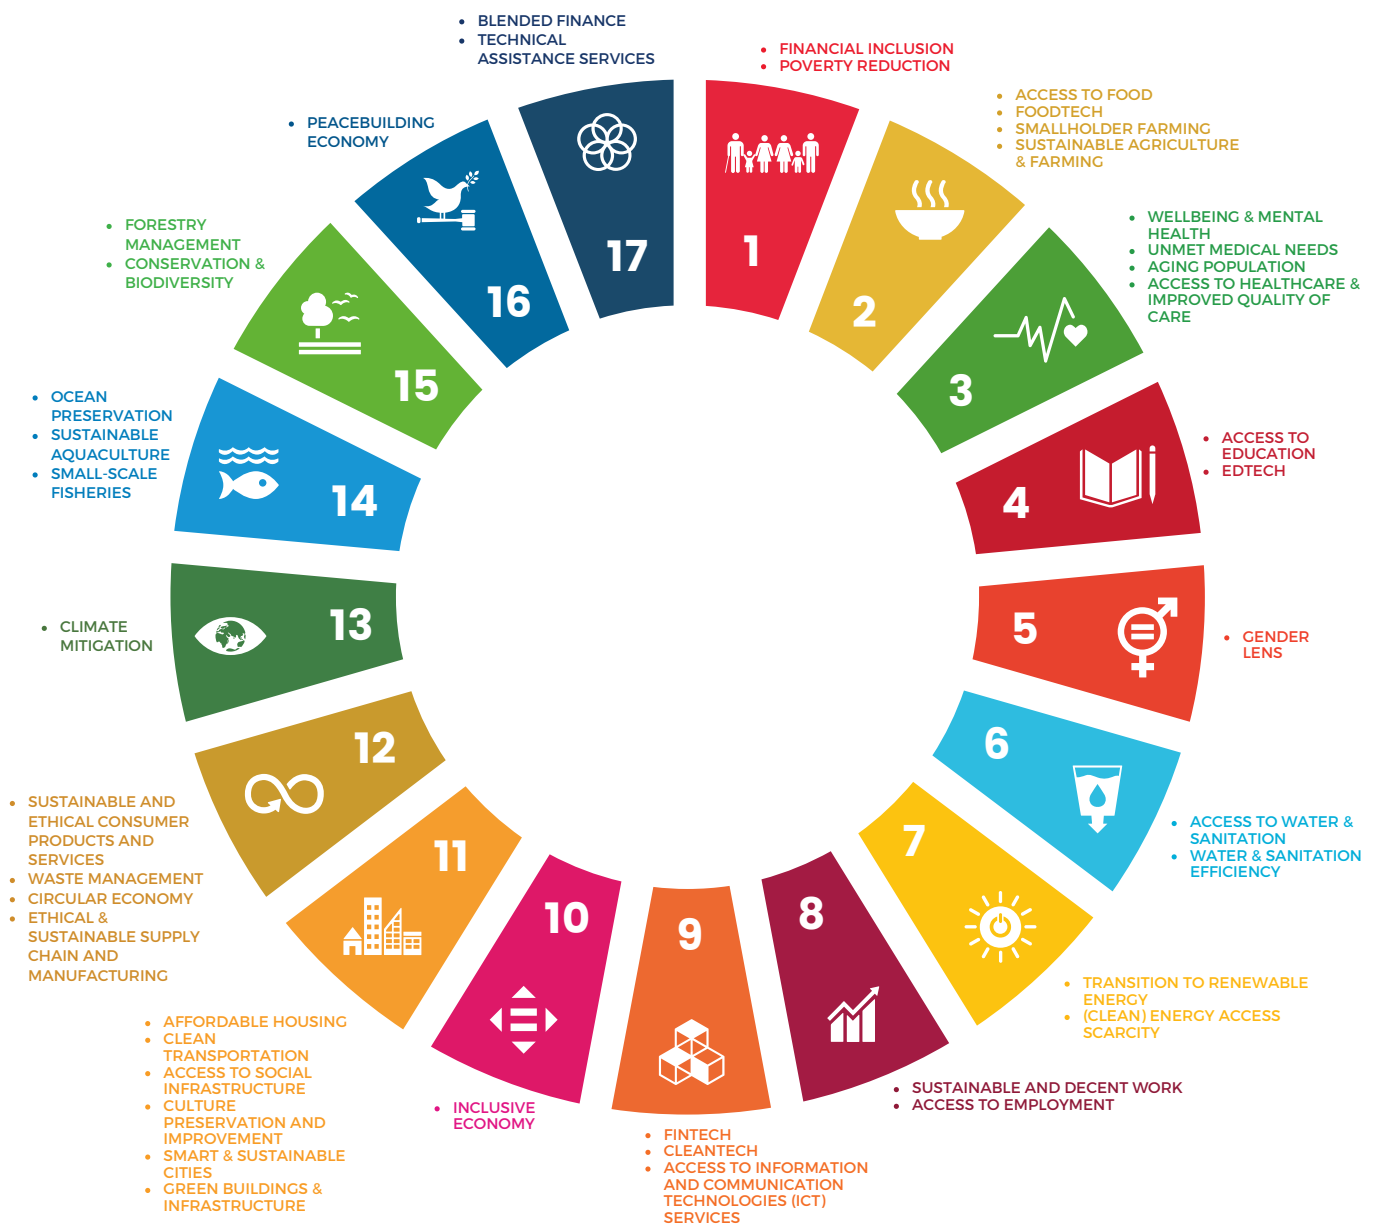 • BLENDED FINANCE
• TECHNICAL
ASSISTANCE SERVICES
17
• FINANCIAL INCLUSION
• POVERTY REDUCTION
1
• ACCESS TO FOOD
• FOODTECH
• SMALLHOLDER FARMING
• SUSTAINABLE AGRICULTURE
& FARMING
2
• WELLBEING & MENTAL
HEALTH
• UNMET MEDICAL NEEDS
• AGING POPULATION
• ACCESS TO HEALTHCARE &
IMPROVED QUALITY OF
CARE
3
• ACCESS TO
EDUCATION
• EDTECH
4
• GENDER
LENS
5
• ACCESS TO WATER &
SANITATION
• WATER & SANITATION
EFFICIENCY
6
• TRANSITION TO RENEWABLE
ENERGY
• (CLEAN) ENERGY ACCESS
SCARCITY
7
• SUSTAINABLE AND DECENT WORK
• ACCESS TO EMPLOYMENT
8
• FINTECH
• CLEANTECH
• ACCESS TO INFORMATION
AND COMMUNICATION
TECHNOLOGIES (ICT)
SERVICES
9
• INCLUSIVE
ECONOMY
10
• AFFORDABLE HOUSING
• CLEAN
TRANSPORTATION
• ACCESS TO SOCIAL
INFRASTRUCTURE
• CULTURE
PRESERVATION AND
IMPROVEMENT
• SMART & SUSTAINABLE
CITIES
• GREEN BUILDINGS &
INFRASTRUCTURE
11
• SUSTAINABLE AND
ETHICAL CONSUMER
PRODUCTS AND
SERVICES
• WASTE MANAGEMENT
• CIRCULAR ECONOMY
• ETHICAL &
SUSTAINABLE SUPPLY
CHAIN AND
MANUFACTURING
12
• CLIMATE
MITIGATION
13
• OCEAN
PRESERVATION
• SUSTAINABLE
AQUACULTURE
• SMALL-SCALE
FISHERIES
14
• FORESTRY
MANAGEMENT
• CONSERVATION &
BIODIVERSITY
15
• PEACEBUILDING
ECONOMY
16